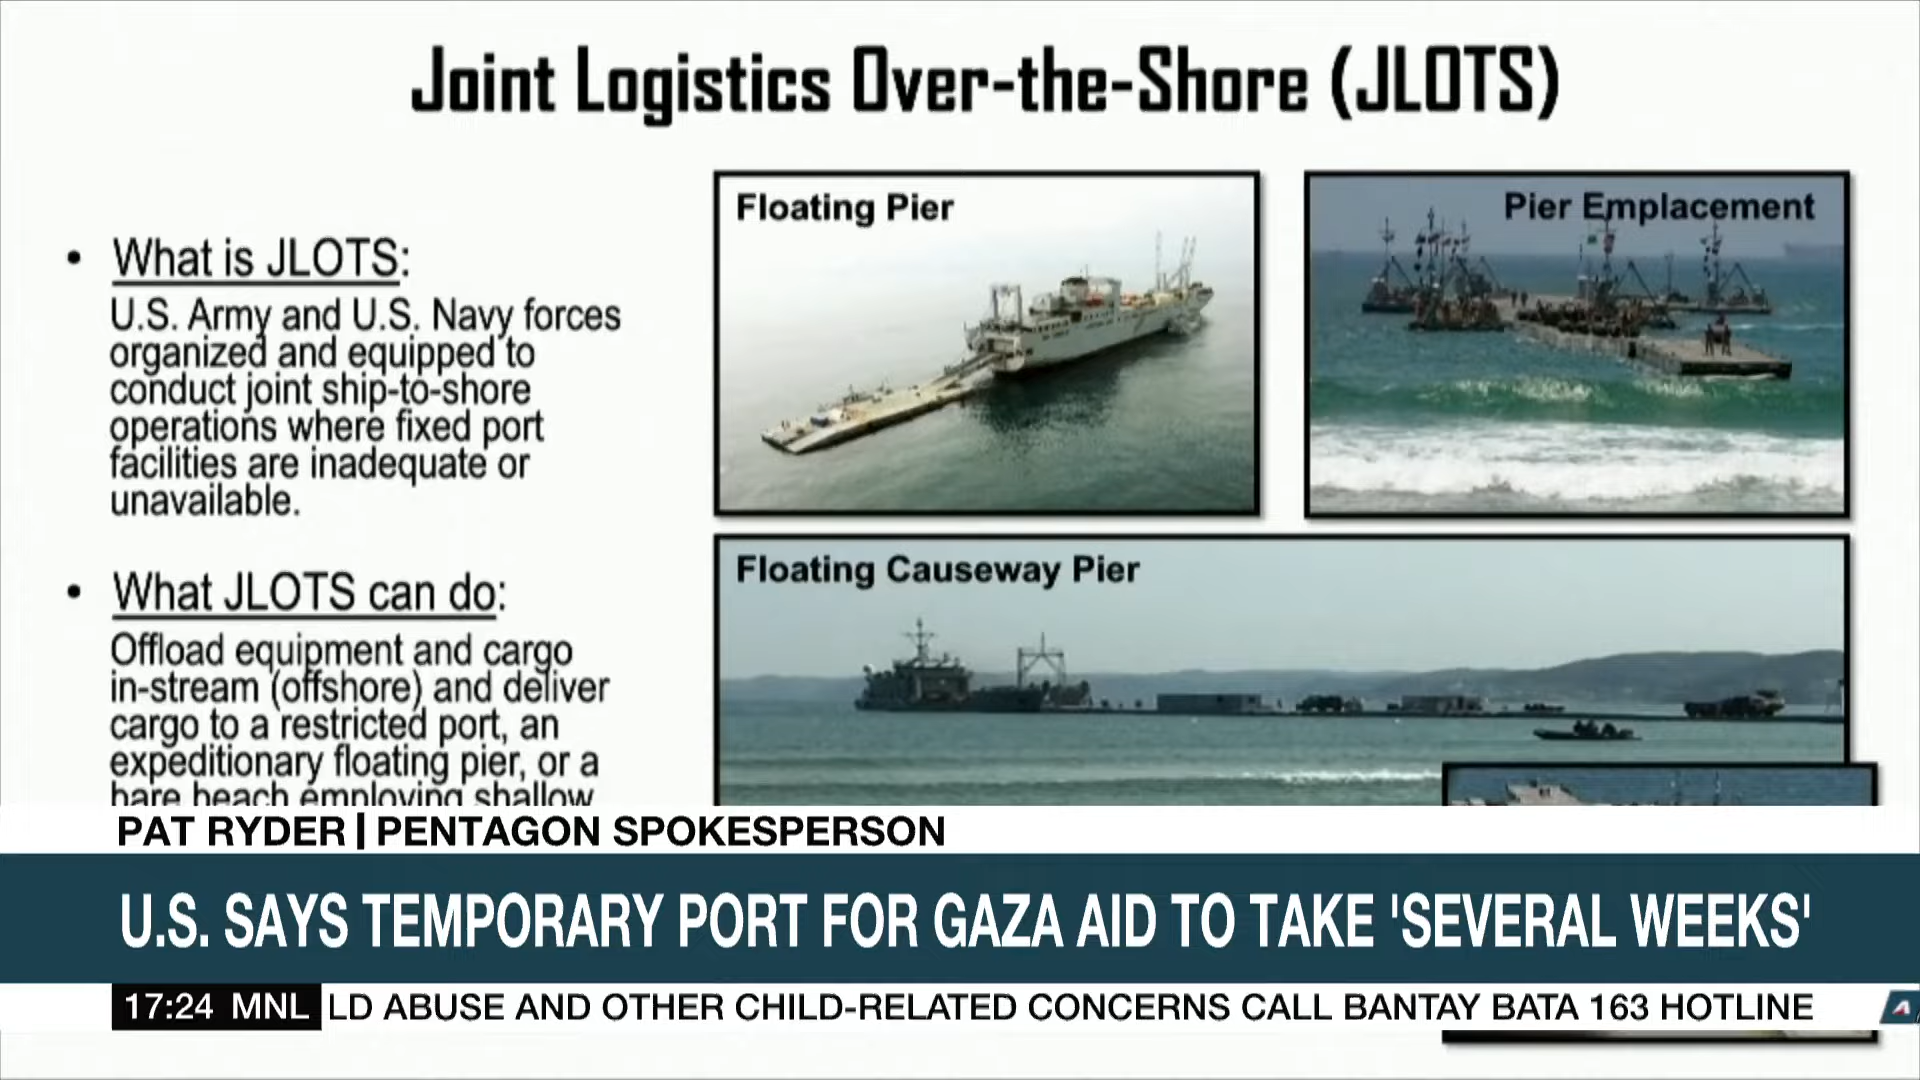 Joint Logistics Over-the-Shore (JLOTS)
• What is JLOTS:
U.S. Army and U.S. Navy forces
organized and equipped to
conduct joint ship-to-shore
operations where fixed port
facilities are inadequate or
unavailable.
• What JLOTS can do:
Offload equipment and cargo
in-stream (offshore) and deliver
cargo to a restricted port, an
expeditionary floating pier, or a
bare beach employing shallow
Floating Pier
Pier Emplacement
Floating Causeway Pier
PAT RYDER | PENTAGON SPOKESPERSON
U.S. SAYS TEMPORARY PORT FOR GAZA AID TO TAKE 'SEVERAL WEEKS'
17:24 MNL LD ABUSE AND OTHER CHILD-RELATED CONCERNS CALL BANTAY BATA 163 HOTLINE